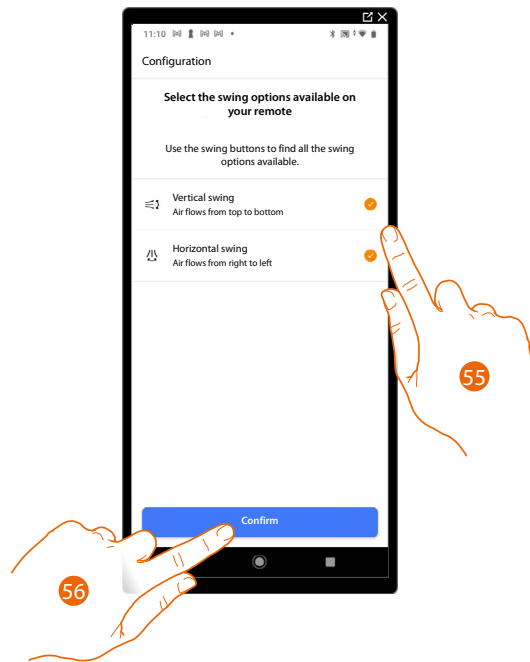 11:10
Configuration
Select the swing options available on
your remote
Use the swing buttons to find all the swing
options available.
Vertical swing
Air flows from top to bottom
Horizontal swing
Air flows from right to left
55
Confirm
56